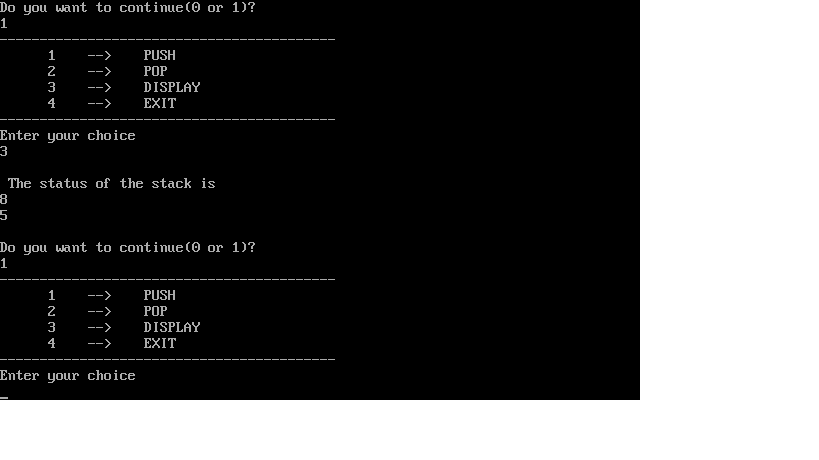 Do you want to continue(0 or 1)?
1
------------------------------------------
1    -->    PUSH
2    -->    POP
3    -->    DISPLAY
4    -->    EXIT
------------------------------------------
Enter your choice
3
The status of the stack is
8
5
Do you want to continue(0 or 1)?
1
------------------------------------------
1    -->    PUSH
2    -->    POP
3    -->    DISPLAY
4    -->    EXIT
------------------------------------------
Enter your choice
_